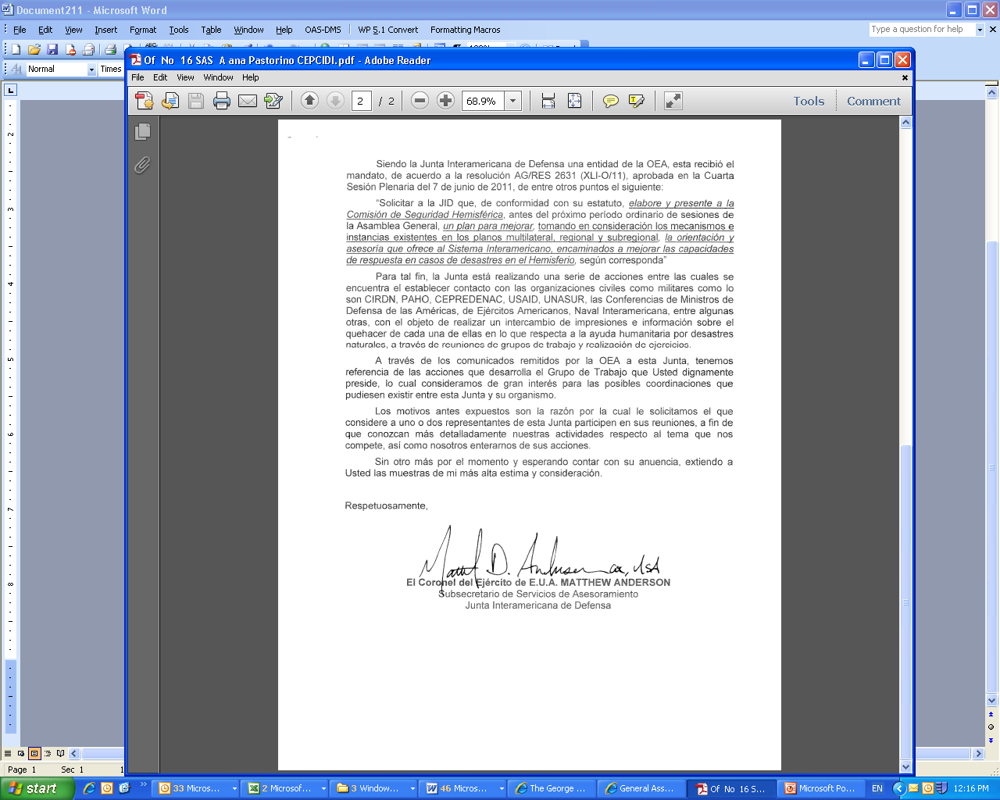 Document211 - Microsoft Word
File Edit View Insert Format Tools Table Window Help OAS-DMS WP 5.1 Convert Formatting Macros
Type a question for help
Normal Times
Of No 16 SAS A ana Pastorino CEPCIDI.pdf - Adobe Reader
File Edit View Window Help
2 / 2 68.9% Tools Comment
Siendo la Junta Interamericana de Defensa una entidad de la OEA, esta recibió el
mandato, de acuerdo a la resolución AG/RES 2631 (XLI-O/11), aprobada en la Cuarta
Sesión Plenaria del 7 de junio de 2011, de entre otros puntos el siguiente:
“Solicitar a la JID que, de conformidad con su estatuto, elabore y presente a la
Comisión de Seguridad Hemisférica, antes del próximo período ordinario de sesiones de
la Asamblea General, un plan para mejorar, tomando en consideración los mecanismos e
instancias existentes en los planos multilateral, regional y subregional, la orientación y
asesoría que ofrece al Sistema Interamericano, encaminados a mejorar las capacidades
de respuesta en casos de desastres en el Hemisferio, según corresponda”
Para tal fin, la Junta está realizando una serie de acciones entre las cuales se
encuentra el establecer contacto con las organizaciones civiles como militares como lo
son CIRDN, PAHO, CEPREDENAC, USAID, UNASUR, las Conferencias de Ministros de
Defensa de las Américas, de Ejércitos Americanos, Naval Interamericana, entre algunas
otras, con el objeto de realizar un intercambio de impresiones e información sobre el
quehacer de cada una de ellas en lo que respecta a la ayuda humanitaria por desastres
naturales, a través de reuniones de grupos de trabajo y realización de ejercicios.
A través de los comunicados remitidos por la OEA a esta Junta, tenemos
referencia de las acciones que desarrolla el Grupo de Trabajo que Usted dignamente
preside, lo cual consideramos de gran interés para las posibles coordinaciones que
pudiesen existir entre esta Junta y su organismo.
Los motivos antes expuestos son la razón por la cual le solicitamos el que
considere a uno o dos representantes de esta Junta participen en sus reuniones, a fin de
que conozcan más detalladamente nuestras actividades respecto al tema que nos
compete, así como nosotros enterarnos de sus acciones.
Sin otro más por el momento y esperando contar con su anuencia, extiendo a
Usted las muestras de mi más alta estima y consideración.
Respetuosamente,
El Coronel del Ejército de E.U.A. MATTHEW ANDERSON
Subsecretario de Servicios de Asesoramiento
Junta Interamericana de Defensa
Page 1 Sec 1
start 33 Micros... 2 Microsof... 3 Window... 46 Micros... The George ... General Ass... Of No 16 S... Microsoft Po... EN 12:16 PM